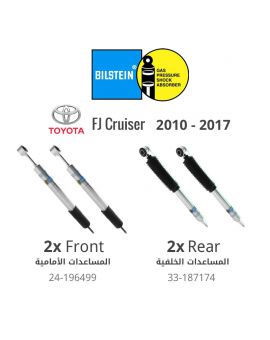 BILSTEIN
GAS
PRESSURE
SHOCK
ABSORBER
TOYOTA FJ Cruiser 2010 - 2017
2x Front 2x Rear
المساعدات الأمامية المساعدات الخلفية
24-196499 33-187174